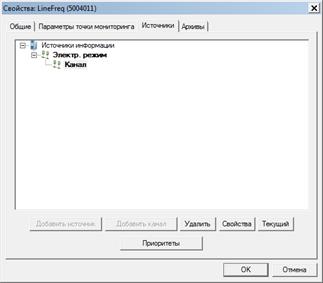 Свойства: LineFreq (5004011)
Общие Параметры точки мониторинга Источники Архивы
Источники информации
Электр. режим
Канал
Добавить источник Добавить канал Удалить Свойства Текущий
Приоритеты
OK Отмена